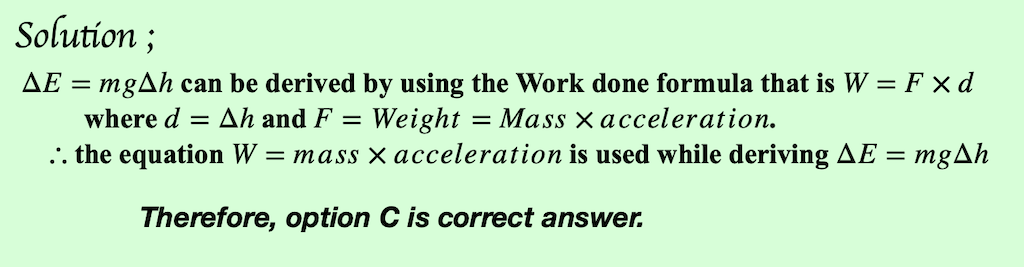 Solution ;
ΔE = mgΔh can be derived by using the Work done formula that is W = F × d
where d = Δh and F = Weight = Mass × acceleration.
∴ the equation W = mass × acceleration is used while deriving ΔE = mgΔh
Therefore, option C is correct answer.